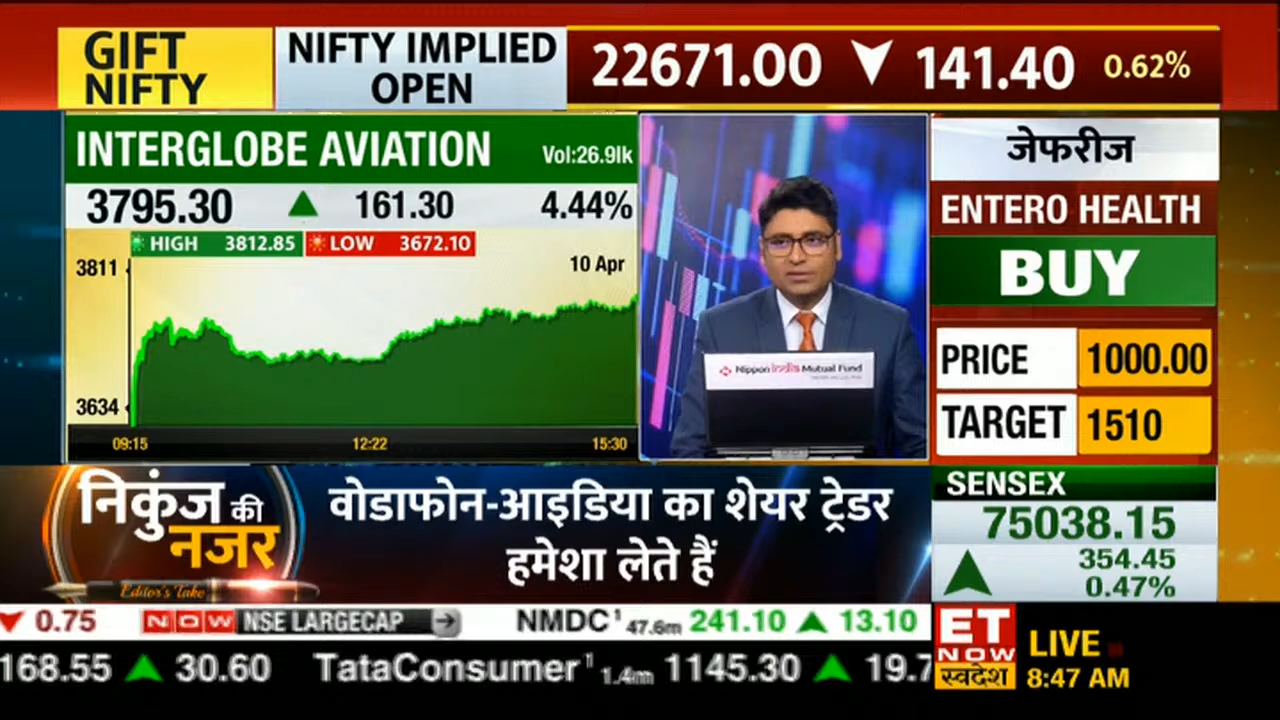 GIFT NIFTY
NIFTY IMPLIED OPEN
22671.00 ▼ 141.40 0.62%
INTERGLOBE AVIATION Vol:26.9lk
3795.30 ▲ 161.30 4.44%
HIGH 3812.85 LOW 3672.10
3811
10 Apr
3634
09:15 12:22 15:30
Nippon india Mutual Fund
जेफरीज
ENTERO HEALTH
BUY
PRICE 1000.00
TARGET 1510
SENSEX
75038.15
▲ 354.45
0.47%
निकुंज की
नजर
Editor's Take
वोडाफोन-आइडिया का शेयर ट्रेडर
हमेशा लेते हैं
▼ 0.75 NOW NSE LARGECAP NMDC¹ 47.6m 241.10 ▲ 13.10
168.55 ▲ 30.60 TataConsumer¹ 1.4m 1145.30 ▲ 19.7
ET
NOW
स्वदेश
LIVE
8:47 AM